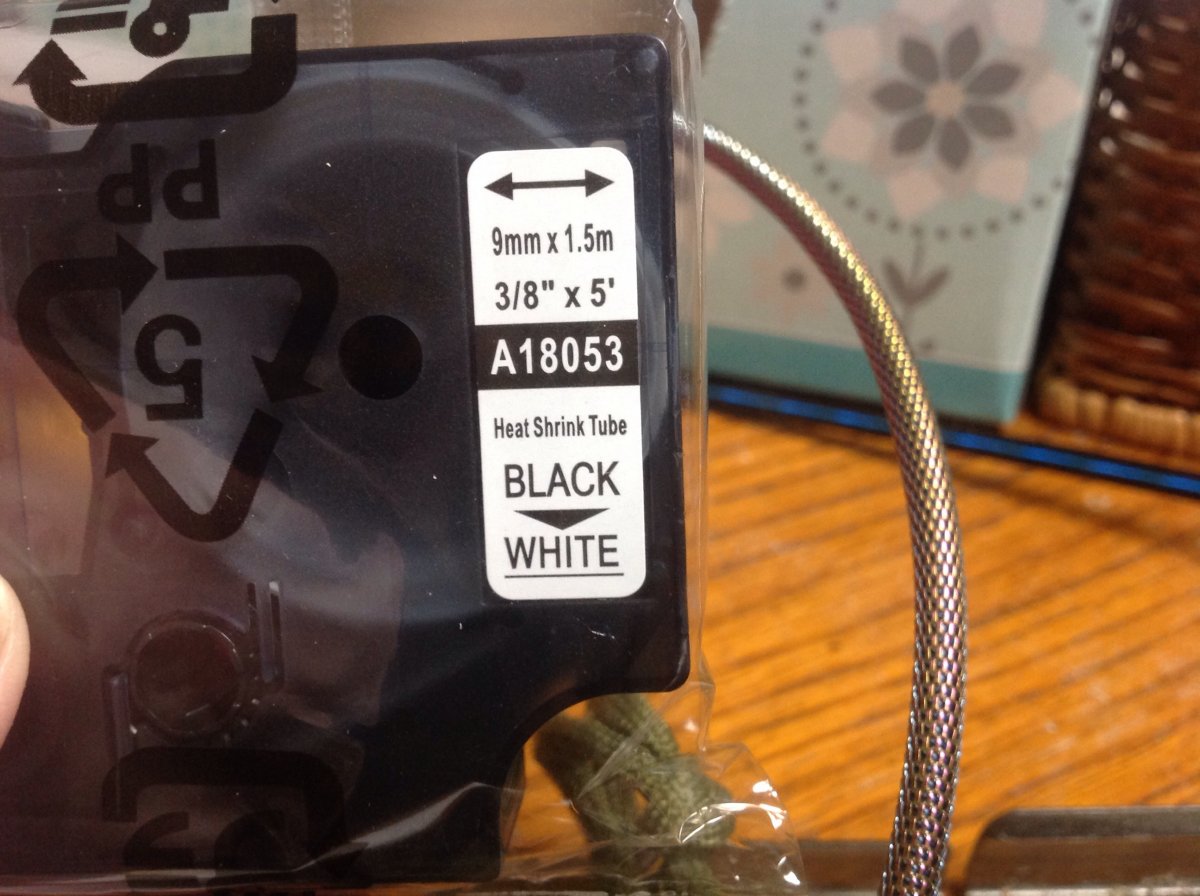 PP
5
9mm x 1.5m
3/8" x 5'
A18053
Heat Shrink Tube
BLACK
WHITE